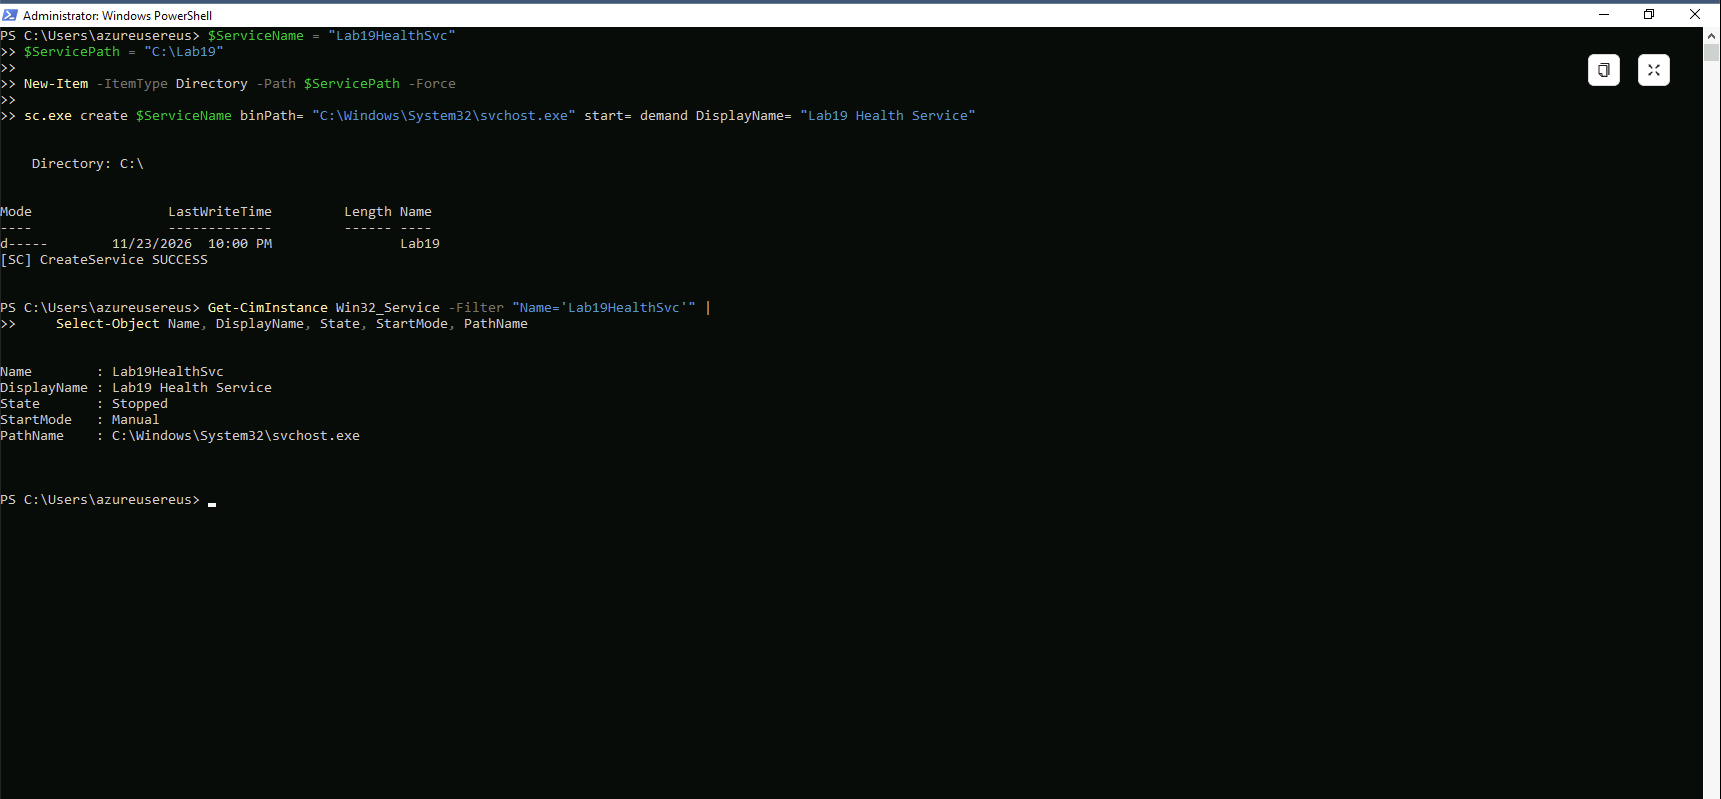 Administrator: Windows PowerShell
PS C:\Users\azureusereus> $ServiceName = "Lab19HealthSvc"
>> $ServicePath = "C:\Lab19"
>>
>> New-Item -ItemType Directory -Path $ServicePath -Force
>>
>> sc.exe create $ServiceName binPath= "C:\Windows\System32\svchost.exe" start= demand DisplayName= "Lab19 Health Service"
    Directory: C:\
Mode                 LastWriteTime         Length Name
----                 -------------         ------ ----
d-----        11/23/2026  10:00 PM                Lab19
[SC] CreateService SUCCESS
PS C:\Users\azureusereus> Get-CimInstance Win32_Service -Filter "Name='Lab19HealthSvc'" |
>>     Select-Object Name, DisplayName, State, StartMode, PathName
Name        : Lab19HealthSvc
DisplayName : Lab19 Health Service
State       : Stopped
StartMode   : Manual
PathName    : C:\Windows\System32\svchost.exe
PS C:\Users\azureusereus>